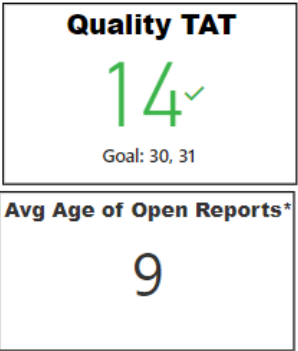 Quality TAT
14✓
Goal: 30, 31
Avg Age of Open Reports*
9